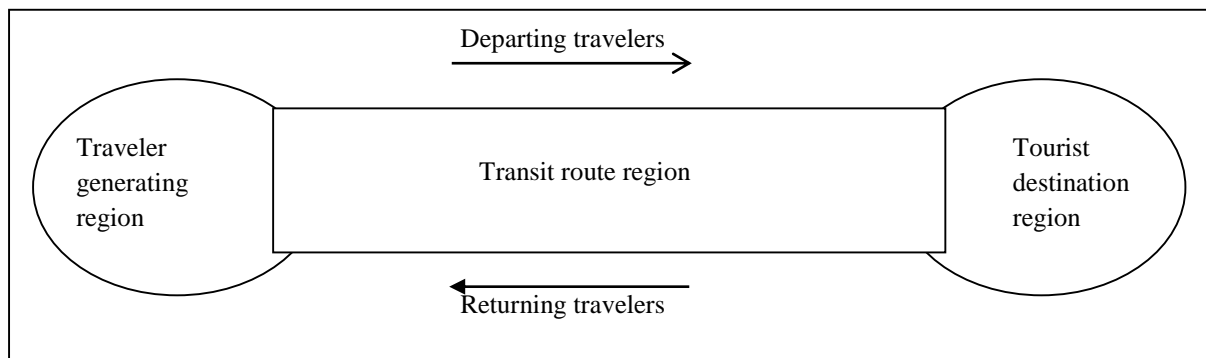 Departing travelers
Traveler
generating
region
Transit route region
Tourist
destination
region
Returning travelers